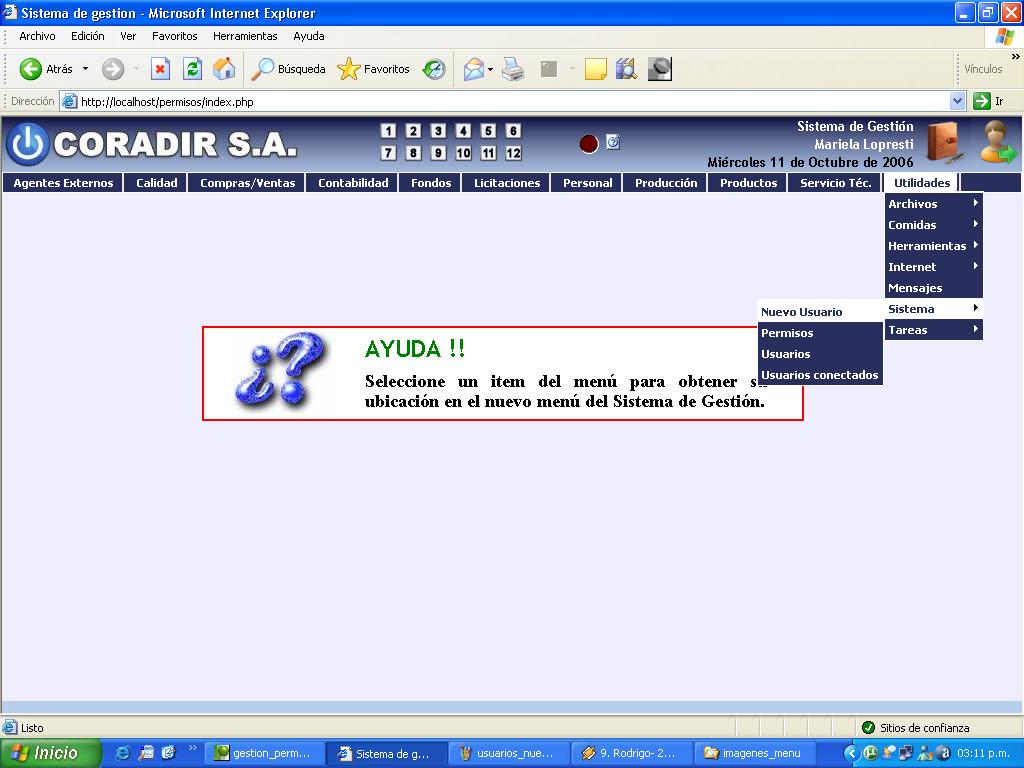 Sistema de gestion - Microsoft Internet Explorer
Archivo Edición Ver Favoritos Herramientas Ayuda
Atrás Búsqueda Favoritos Vínculos »
Dirección http://localhost/permisos/index.php Ir
CORADIR S.A.
1 2 3 4 5 6
7 8 9 10 11 12
Sistema de Gestión
Mariela Lopresti
Miércoles 11 de Octubre de 2006
Agentes Externos Calidad Compras/Ventas Contabilidad Fondos Licitaciones Personal Producción Productos Servicio Téc. Utilidades
Archivos
Comidas
Herramientas
Internet
Mensajes
Sistema
Tareas
Nuevo Usuario
Permisos
Usuarios
Usuarios conectados
¿?
AYUDA !!
Seleccione un item del menú para obtener su
ubicación en el nuevo menú del Sistema de Gestión.
Listo Sitios de confianza
Inicio » gestion_perm... Sistema de g... usuarios_nue... 9. Rodrigo- 2... imagenes_menu 03:11 p.m.